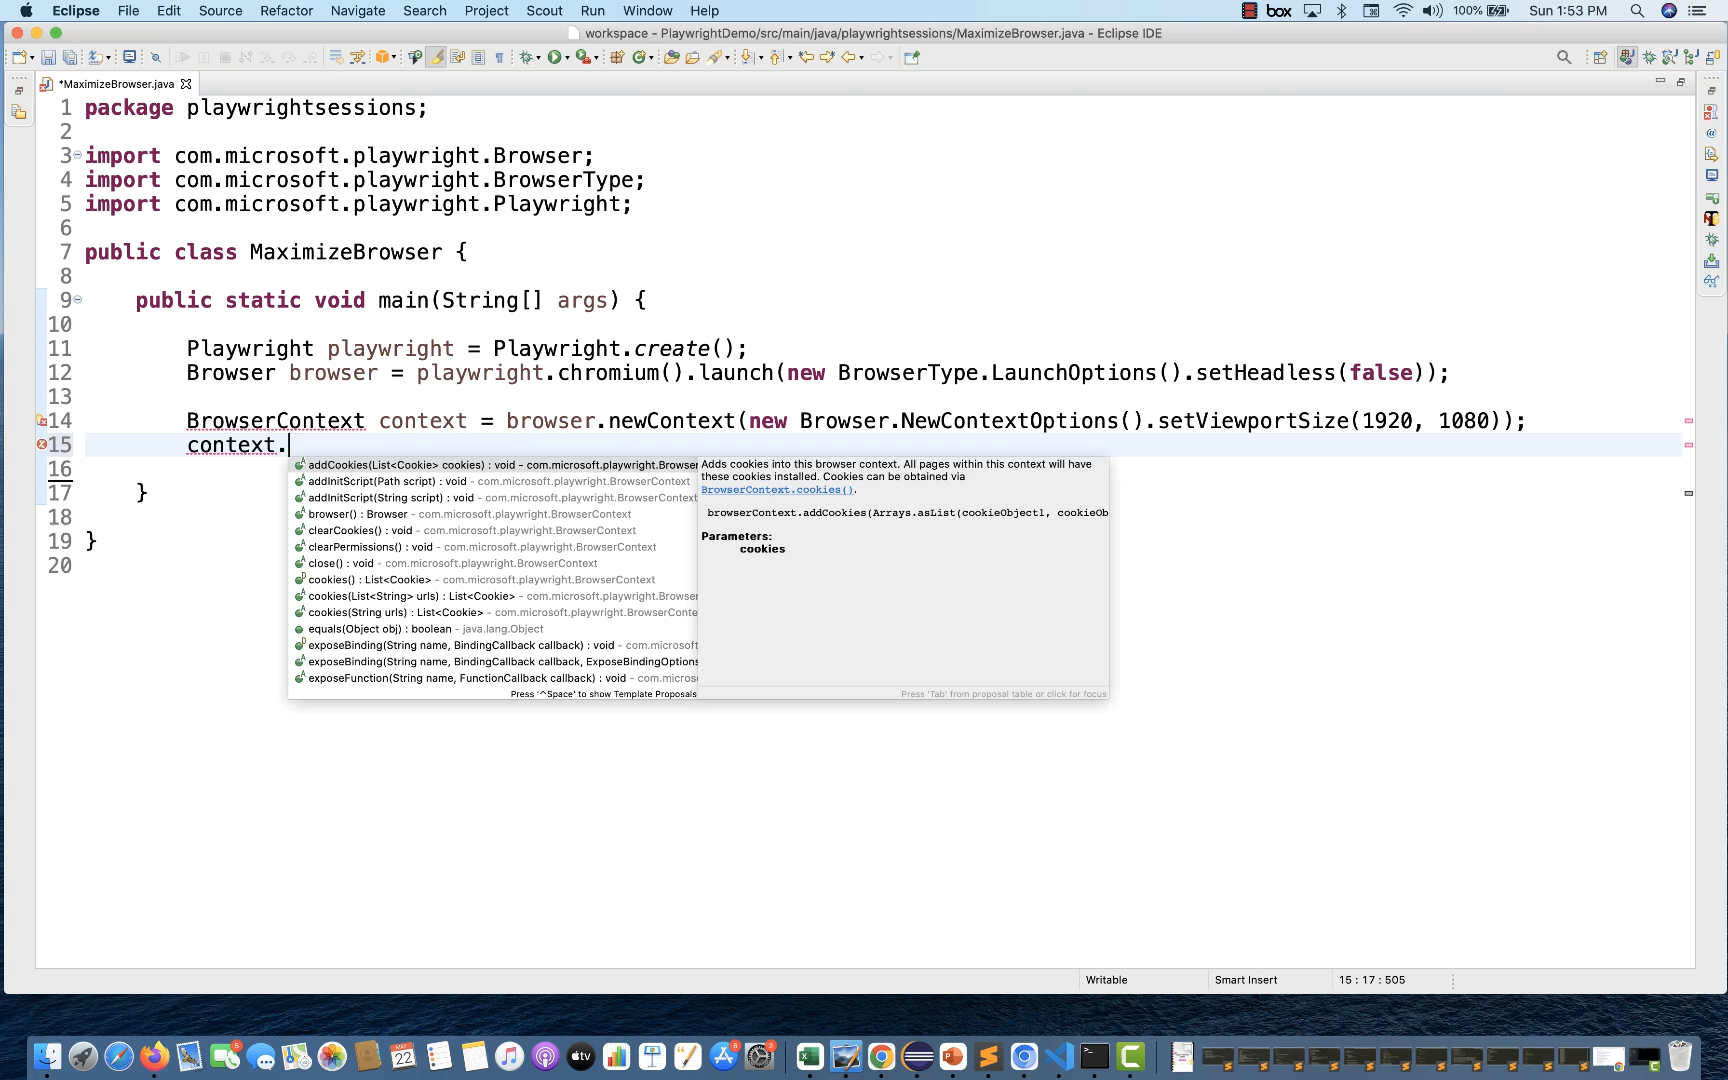 Eclipse File Edit Source Refactor Navigate Search Project Scout Run Window Help box 100% Sun 1:53 PM
workspace - PlaywrightDemo/src/main/java/playwrightsessions/MaximizeBrowser.java - Eclipse IDE
*MaximizeBrowser.java
1 package playwrightsessions;
2
3 import com.microsoft.playwright.Browser;
4 import com.microsoft.playwright.BrowserType;
5 import com.microsoft.playwright.Playwright;
6
7 public class MaximizeBrowser {
8
9 public static void main(String[] args) {
10
11 Playwright playwright = Playwright.create();
12 Browser browser = playwright.chromium().launch(new BrowserType.LaunchOptions().setHeadless(false));
13
14 BrowserContext context = browser.newContext(new Browser.NewContextOptions().setViewportSize(1920, 1080));
15 context.
16
17 }
18
19 }
20
addCookies(List<Cookie> cookies) : void - com.microsoft.playwright.Browser
addInitScript(Path script) : void - com.microsoft.playwright.BrowserContext
addInitScript(String script) : void - com.microsoft.playwright.BrowserContext
browser() : Browser - com.microsoft.playwright.BrowserContext
clearCookies() : void - com.microsoft.playwright.BrowserContext
clearPermissions() : void - com.microsoft.playwright.BrowserContext
close() : void - com.microsoft.playwright.BrowserContext
cookies() : List<Cookie> - com.microsoft.playwright.BrowserContext
cookies(List<String> urls) : List<Cookie> - com.microsoft.playwright.Browser
cookies(String urls) : List<Cookie> - com.microsoft.playwright.BrowserConte
equals(Object obj) : boolean - java.lang.Object
exposeBinding(String name, BindingCallback callback) : void - com.microsoft
exposeBinding(String name, BindingCallback callback, ExposeBindingOptions
exposeFunction(String name, FunctionCallback callback) : void - com.micros
Press '^Space' to show Template Proposals
Adds cookies into this browser context. All pages within this context will have
these cookies installed. Cookies can be obtained via
BrowserContext.cookies().
browserContext.addCookies(Arrays.asList(cookieObject1, cookieOb
Parameters:
cookies
Press 'Tab' from proposal table or click for focus
Writable Smart Insert 15 : 17 : 505
5
MAY
22
tv
6
2